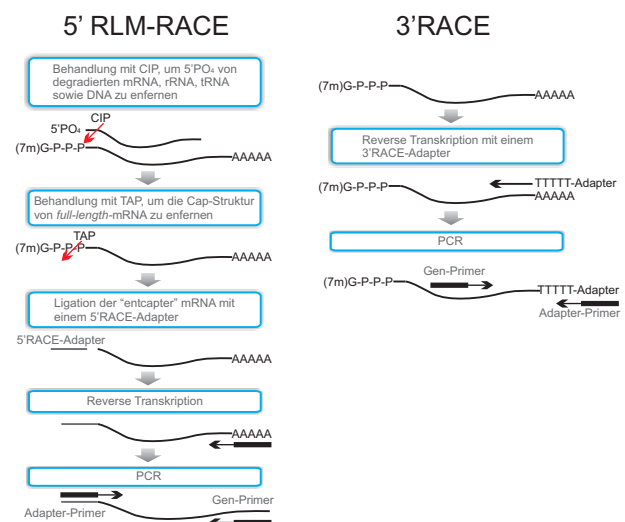 5' RLM-RACE
Behandlung mit CIP, um 5'PO₄ von
degradierten mRNA, rRNA, tRNA
sowie DNA zu enfernen
CIP
5'PO₄
(7m)G-P-P-P
AAAAA
Behandlung mit TAP, um die Cap-Struktur
von full-length-mRNA zu enfernen
TAP
(7m)G-P-P-P
AAAAA
Ligation der “entcapter” mRNA mit
einem 5'RACE-Adapter
5'RACE-Adapter
AAAAA
Reverse Transkription
AAAAA
PCR
Gen-Primer
Adapter-Primer
3'RACE
(7m)G-P-P-P
AAAAA
Reverse Transkription mit einem
3'RACE-Adapter
(7m)G-P-P-P
TTTTT-Adapter
AAAAA
PCR
Gen-Primer
(7m)G-P-P-P
TTTTT-Adapter
Adapter-Primer